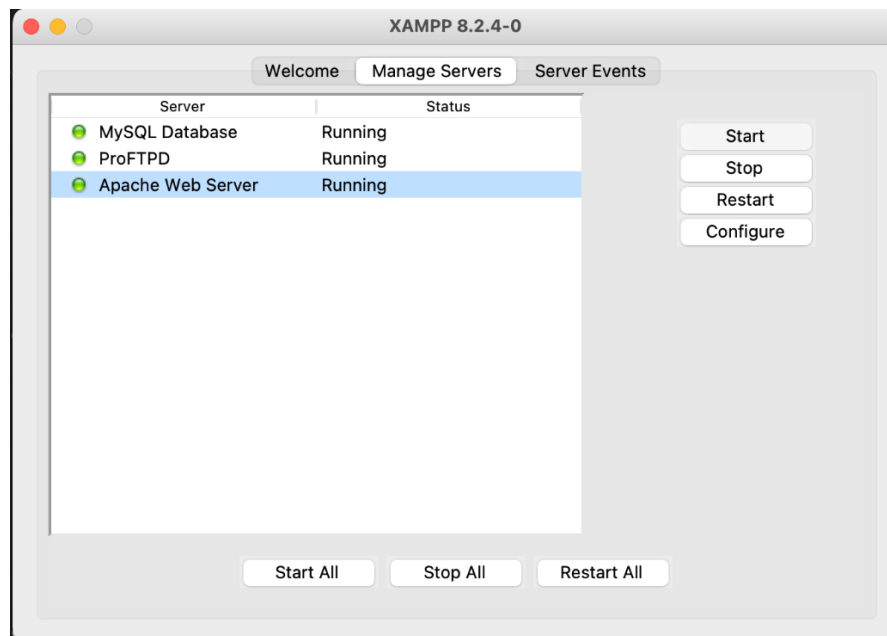 XAMPP 8.2.4-0
Welcome Manage Servers Server Events
Server Status
MySQL Database Running
ProFTPD Running
Apache Web Server Running
Start
Stop
Restart
Configure
Start All Stop All Restart All